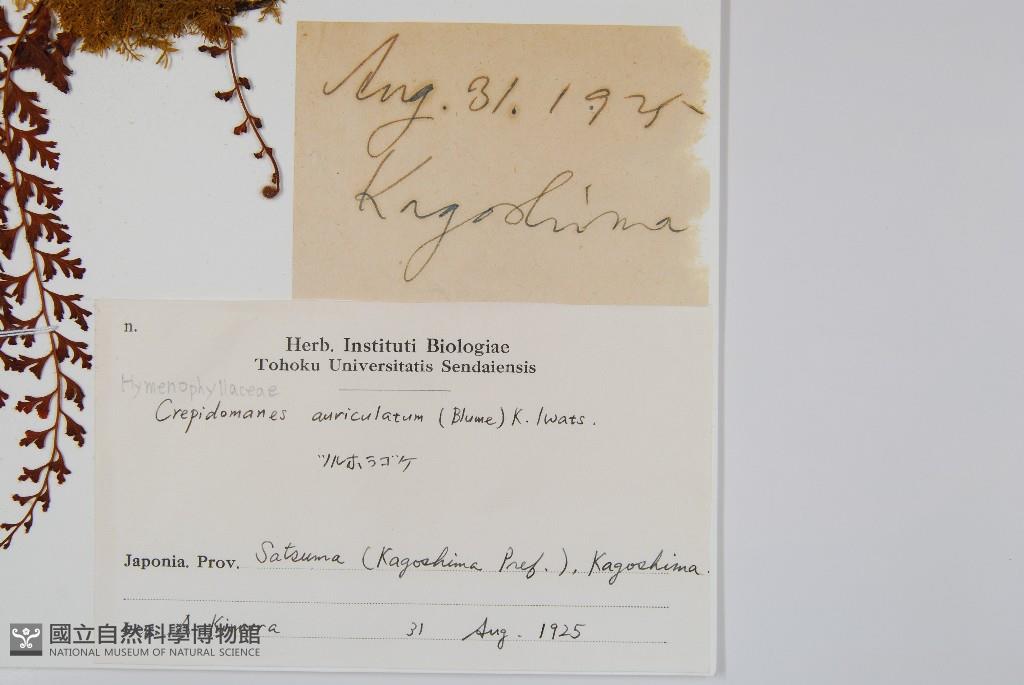 Aug. 31. 1925
Kagoshima
n.
Herb. Instituti Biologiae
Tohoku Universitatis Sendaiensis
Hymenophyllaceae
Crepidomanes auriculatum (Blume) K. Iwats.
ツルホラゴケ
Japonia. Prov. Satsuma (Kagoshima Pref.), Kagoshima.
A. Kimura 31 Aug. 1925
國立自然科學博物館
NATIONAL MUSEUM OF NATURAL SCIENCE